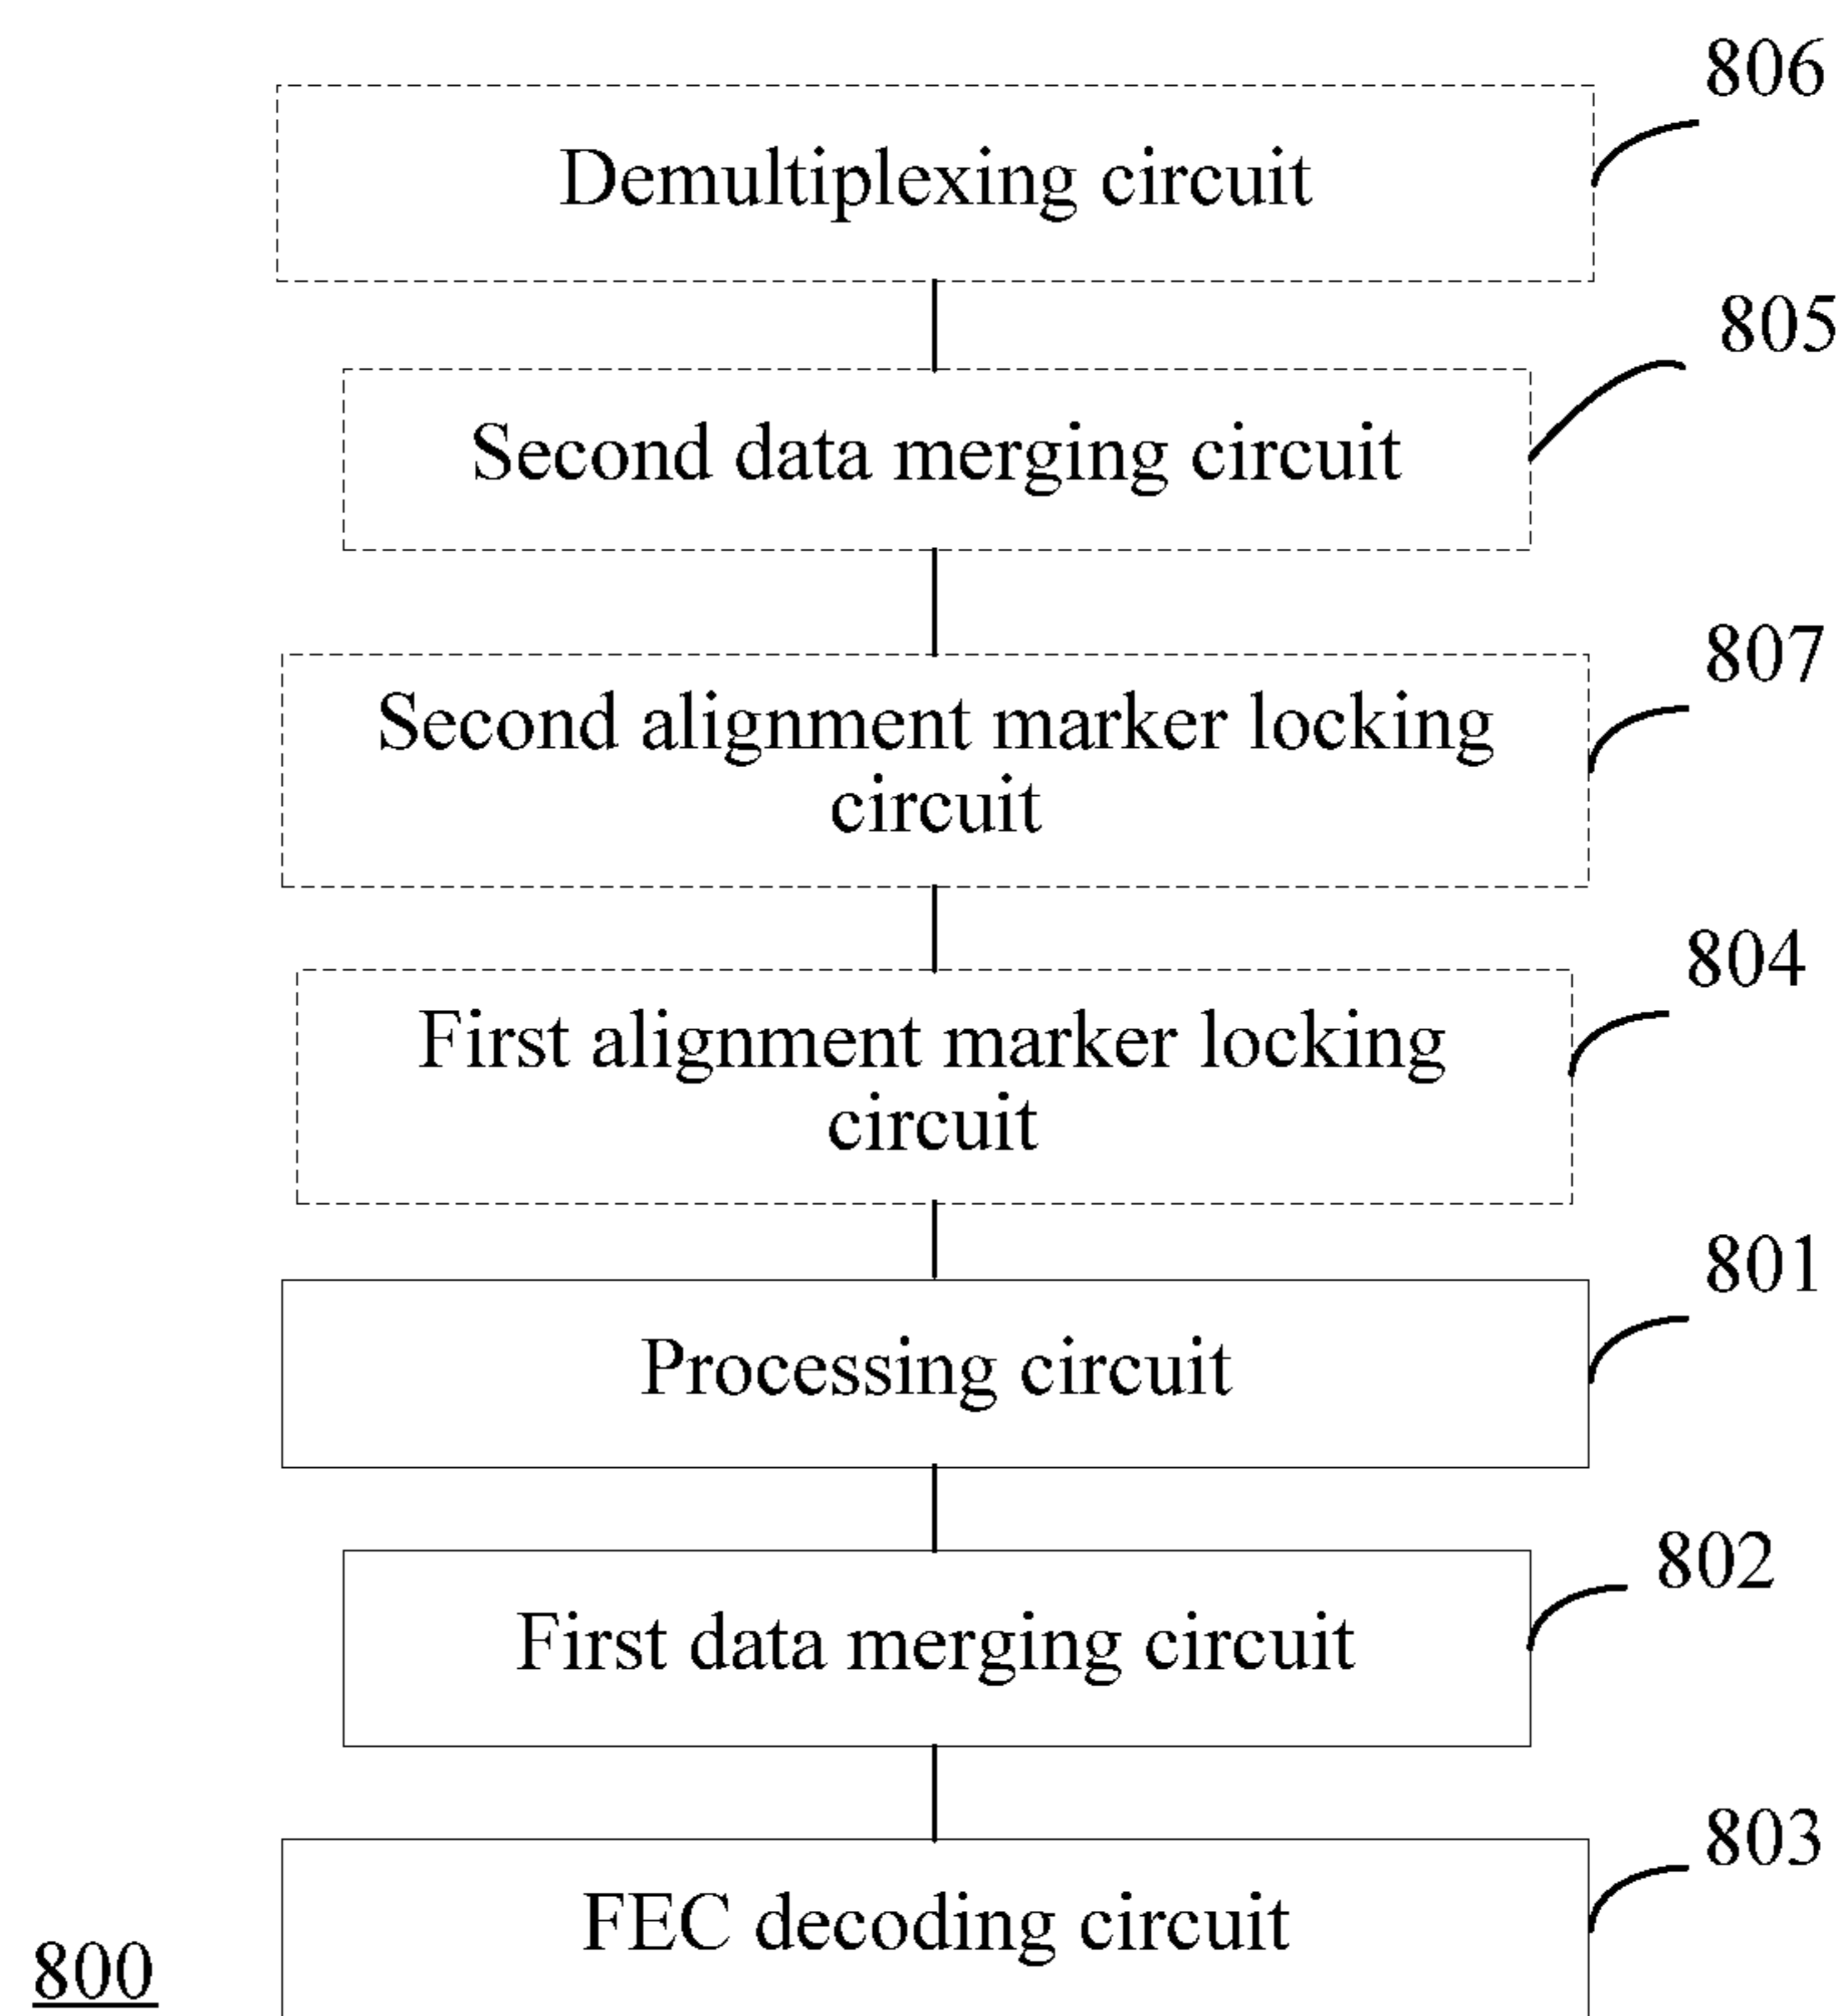 806
Demultiplexing circuit
805
Second data merging circuit
807
Second alignment marker locking
circuit
804
First alignment marker locking
circuit
801
Processing circuit
802
First data merging circuit
803
FEC decoding circuit
800